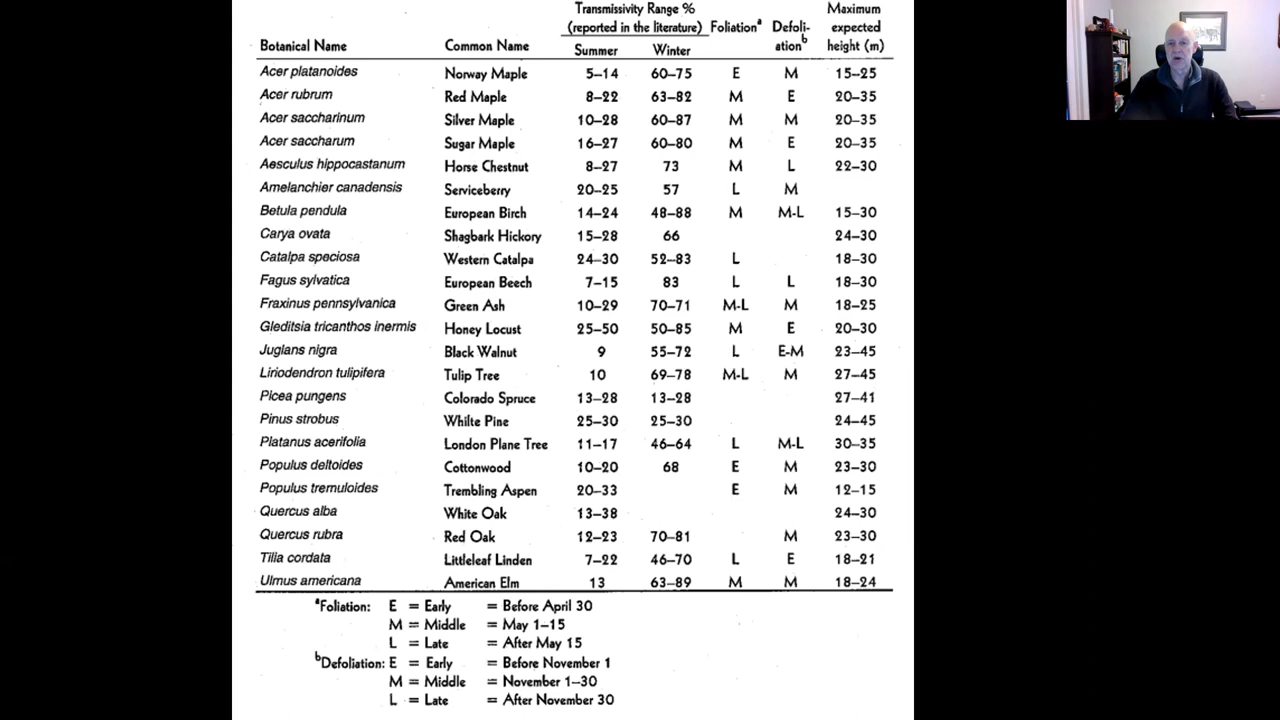 Transmissivity Range % Maximum
(reported in the literature) Foliationᵃ Defoli- expected
Botanical Name Common Name Summer Winter ationᵇ height (m)
Acer platanoides Norway Maple 5–14 60–75 E M 15–25
Acer rubrum Red Maple 8–22 63–82 M E 20–35
Acer saccharinum Silver Maple 10–28 60–87 M M 20–35
Acer saccharum Sugar Maple 16–27 60–80 M E 20–35
Aesculus hippocastanum Horse Chestnut 8–27 73 M L 22–30
Amelanchier canadensis Serviceberry 20–25 57 L M
Betula pendula European Birch 14–24 48–88 M M-L 15–30
Carya ovata Shagbark Hickory 15–28 66 24–30
Catalpa speciosa Western Catalpa 24–30 52–83 L 18–30
Fagus sylvatica European Beech 7–15 83 L L 18–30
Fraxinus pennsylvanica Green Ash 10–29 70–71 M-L M 18–25
Gleditsia tricanthos inermis Honey Locust 25–50 50–85 M E 20–30
Juglans nigra Black Walnut 9 55–72 L E-M 23–45
Liriodendron tulipifera Tulip Tree 10 69–78 M-L M 27–45
Picea pungens Colorado Spruce 13–28 13–28 27–41
Pinus strobus Whilte Pine 25–30 25–30 24–45
Platanus acerifolia London Plane Tree 11–17 46–64 L M-L 30–35
Populus deltoides Cottonwood 10–20 68 E M 23–30
Populus tremuloides Trembling Aspen 20–33 E M 12–15
Quercus alba White Oak 13–38 24–30
Quercus rubra Red Oak 12–23 70–81 M 23–30
Tilia cordata Littleleaf Linden 7–22 46–70 L E 18–21
Ulmus americana American Elm 13 63–89 M M 18–24
ᵃFoliation: E = Early = Before April 30
M = Middle = May 1–15
L = Late = After May 15
ᵇDefoliation: E = Early = Before November 1
M = Middle = November 1–30
L = Late = After November 30